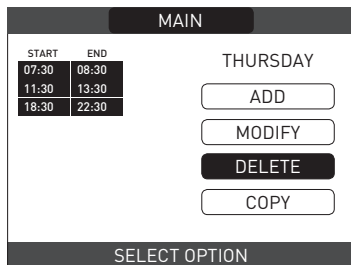 MAIN
START END
07:30 08:30
11:30 13:30
18:30 22:30
THURSDAY
ADD
MODIFY
DELETE
COPY
SELECT OPTION